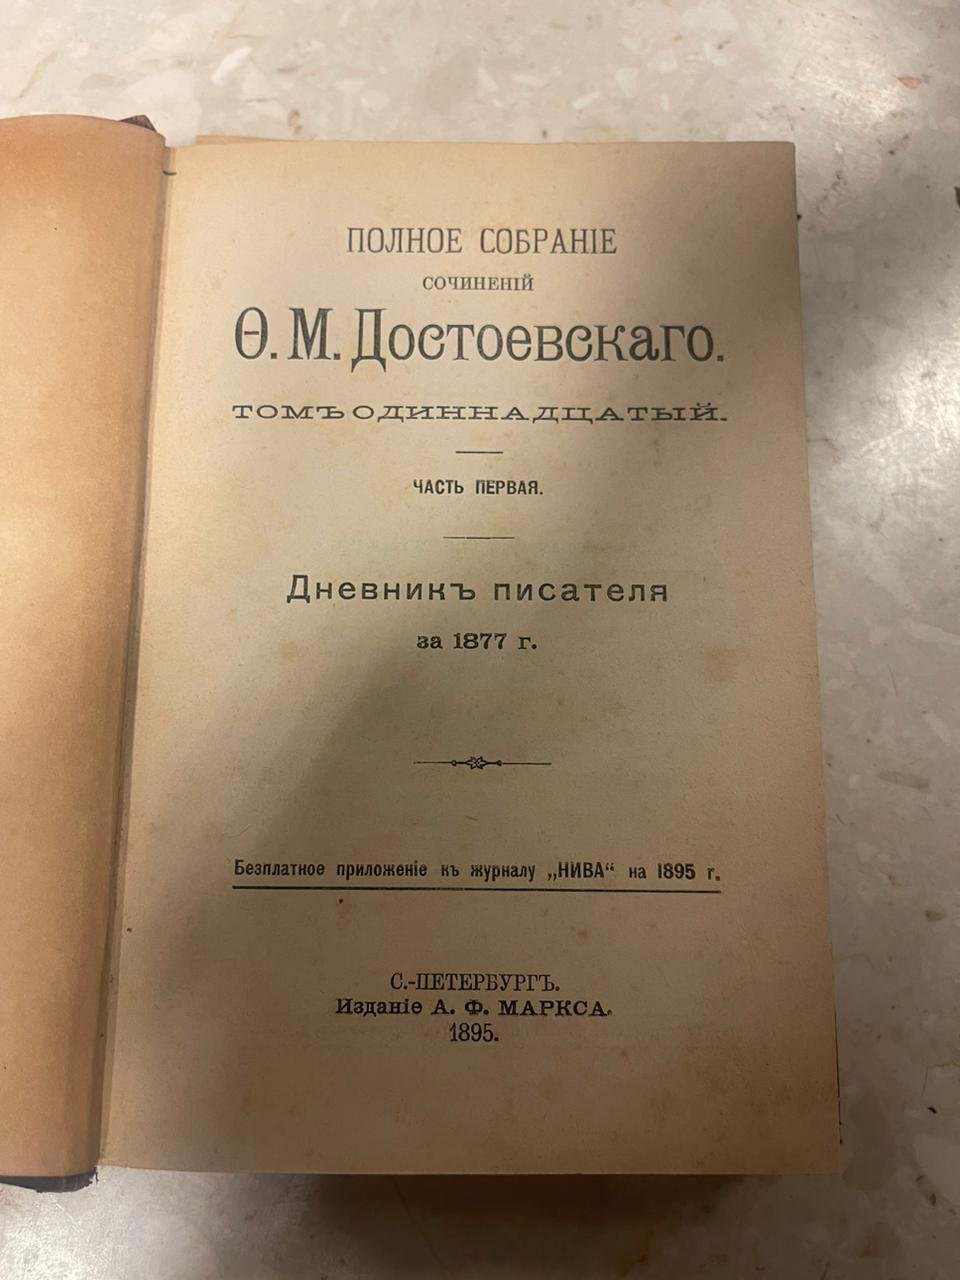 ПОЛНОЕ СОБРАНІЕ
СОЧИНЕНІЙ
Ѳ. М. Достоевскаго.
ТОМЪ ОДИННАДЦАТЫЙ.
ЧАСТЬ ПЕРВАЯ.
Дневникъ писателя
за 1877 г.
Безплатное приложеніе къ журналу „НИВА“ на 1895 г.
С.-ПЕТЕРБУРГЪ.
Изданіе А. Ф. МАРКСА.
1895.